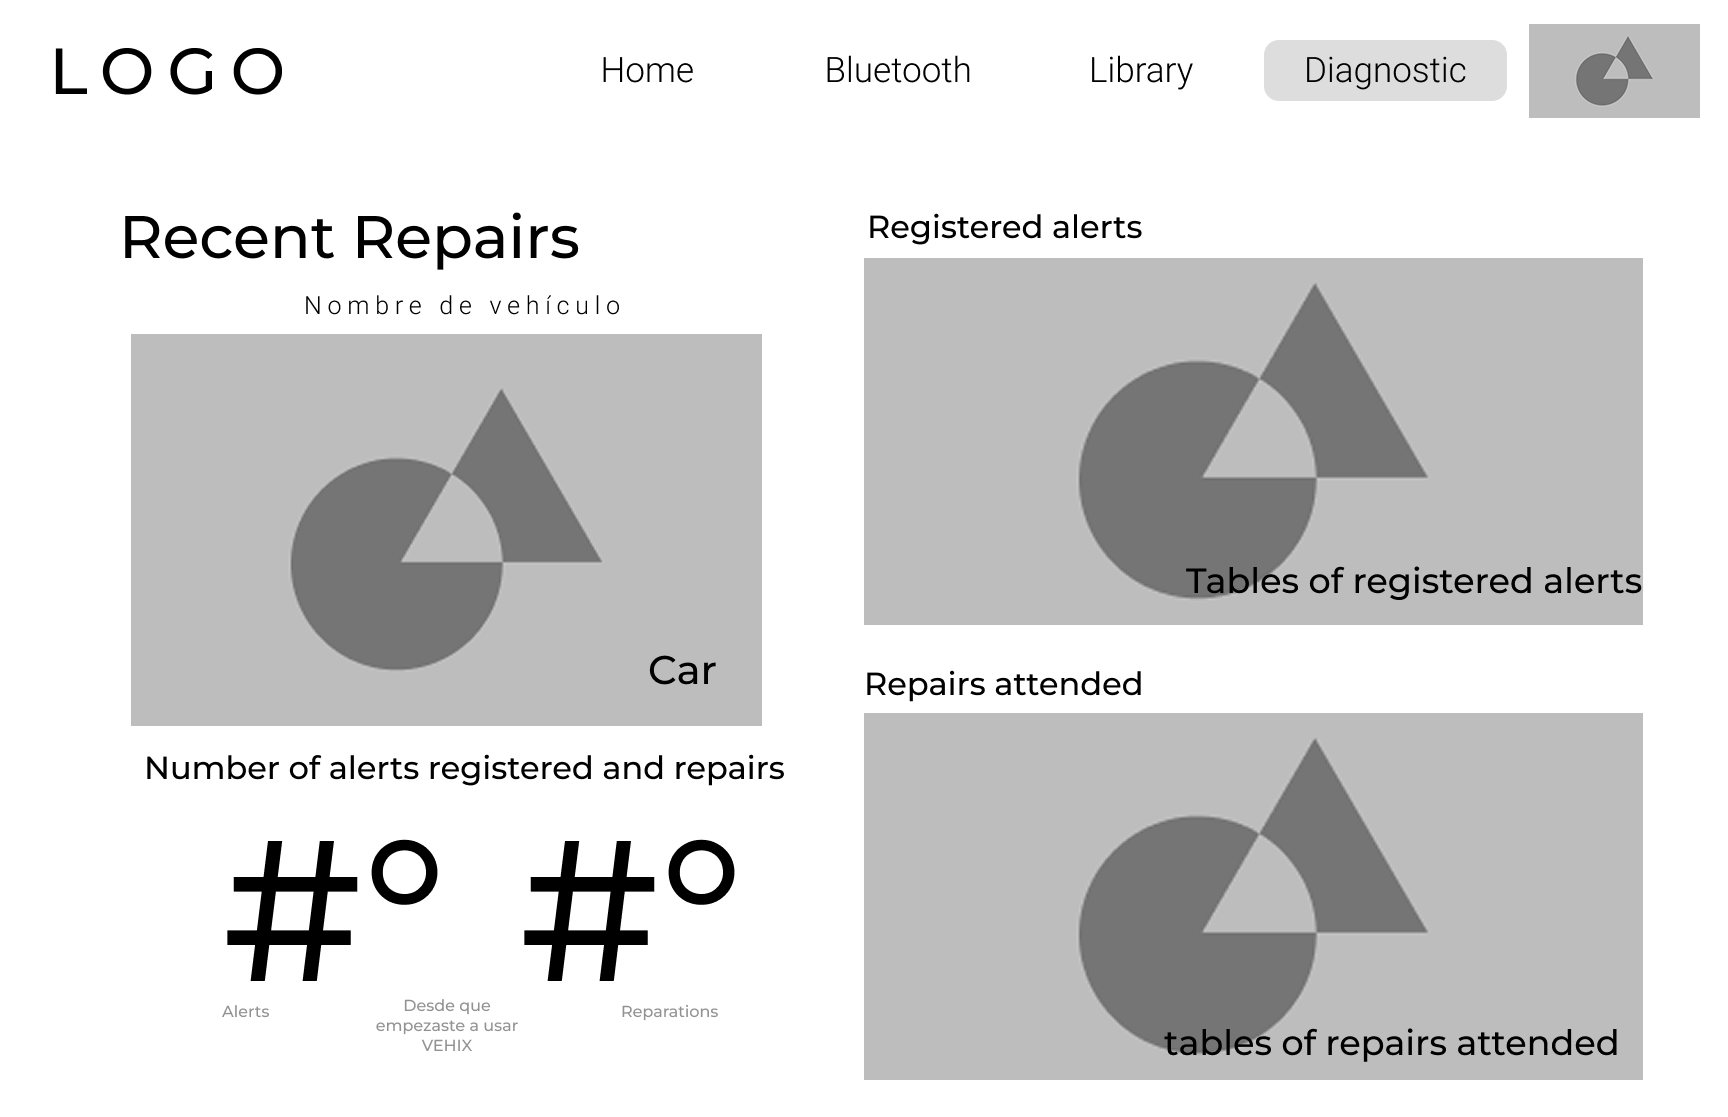 LOGO
Home
Bluetooth
Library
Diagnostic
Recent Repairs
Nombre de vehículo
Car
Number of alerts registered and repairs
#° #°
Alerts
Desde que
empezaste a usar
VEHIX
Reparations
Registered alerts
Tables of registered alerts
Repairs attended
tables of repairs attended